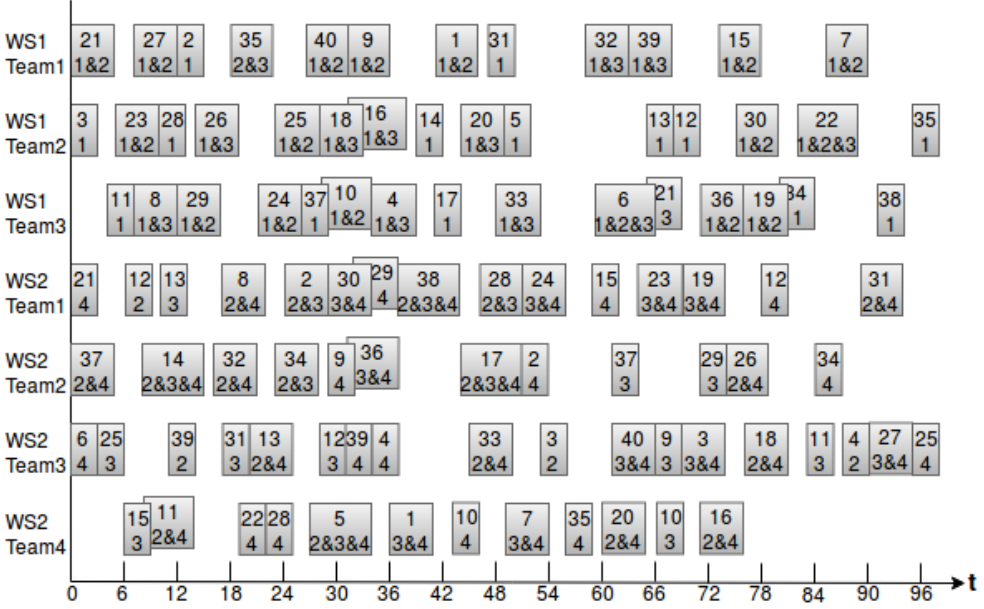 WS1 21 27 2 35 40 9 1 31 32 39 15 7
Team1 1&2 1&2 1 2&3 1&2 1&2 1&2 1 1&3 1&3 1&2 1&2
WS1 3 23 28 26 25 18 16 14 20 5 13 12 30 22 35
Team2 1 1&2 1 1&3 1&2 1&3 1&3 1 1&3 1 1 1 1&2 1&2&3 1
WS1 11 8 29 24 37 10 4 17 33 6 21 36 19 34 38
Team3 1 1&3 1&2 1&2 1 1&2 1&3 1 1&3 1&2&3 3 1&2 1&2 1 1
WS2 21 12 13 8 2 30 29 38 28 24 15 23 19 12 31
Team1 4 2 3 2&4 2&3 3&4 4 2&3&4 2&3 3&4 4 3&4 3&4 4 2&4
WS2 37 14 32 34 9 36 17 2 37 29 26 34
Team2 2&4 2&3&4 2&4 2&3 4 3&4 2&3&4 4 3 3 2&4 4
WS2 6 25 39 31 13 12 39 4 33 3 40 9 3 18 11 4 27 25
Team3 4 3 2 3 2&4 3 4 4 2&4 2 3&4 3 3&4 2&4 3 2 3&4 4
WS2 15 11 22 28 5 1 10 7 35 20 10 16
Team4 3 2&4 4 4 2&3&4 3&4 4 3&4 4 2&4 3 2&4
0 6 12 18 24 30 36 42 48 54 60 66 72 78 84 90 96 t